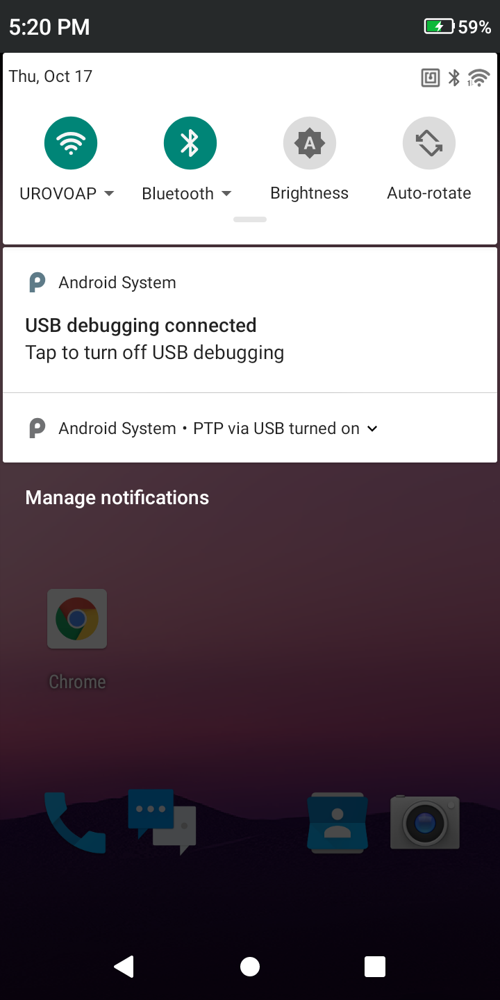 5:20 PM 59%
Thu, Oct 17
UROVOAP Bluetooth Brightness Auto-rotate
Android System
USB debugging connected
Tap to turn off USB debugging
Android System • PTP via USB turned on
Manage notifications
Chrome